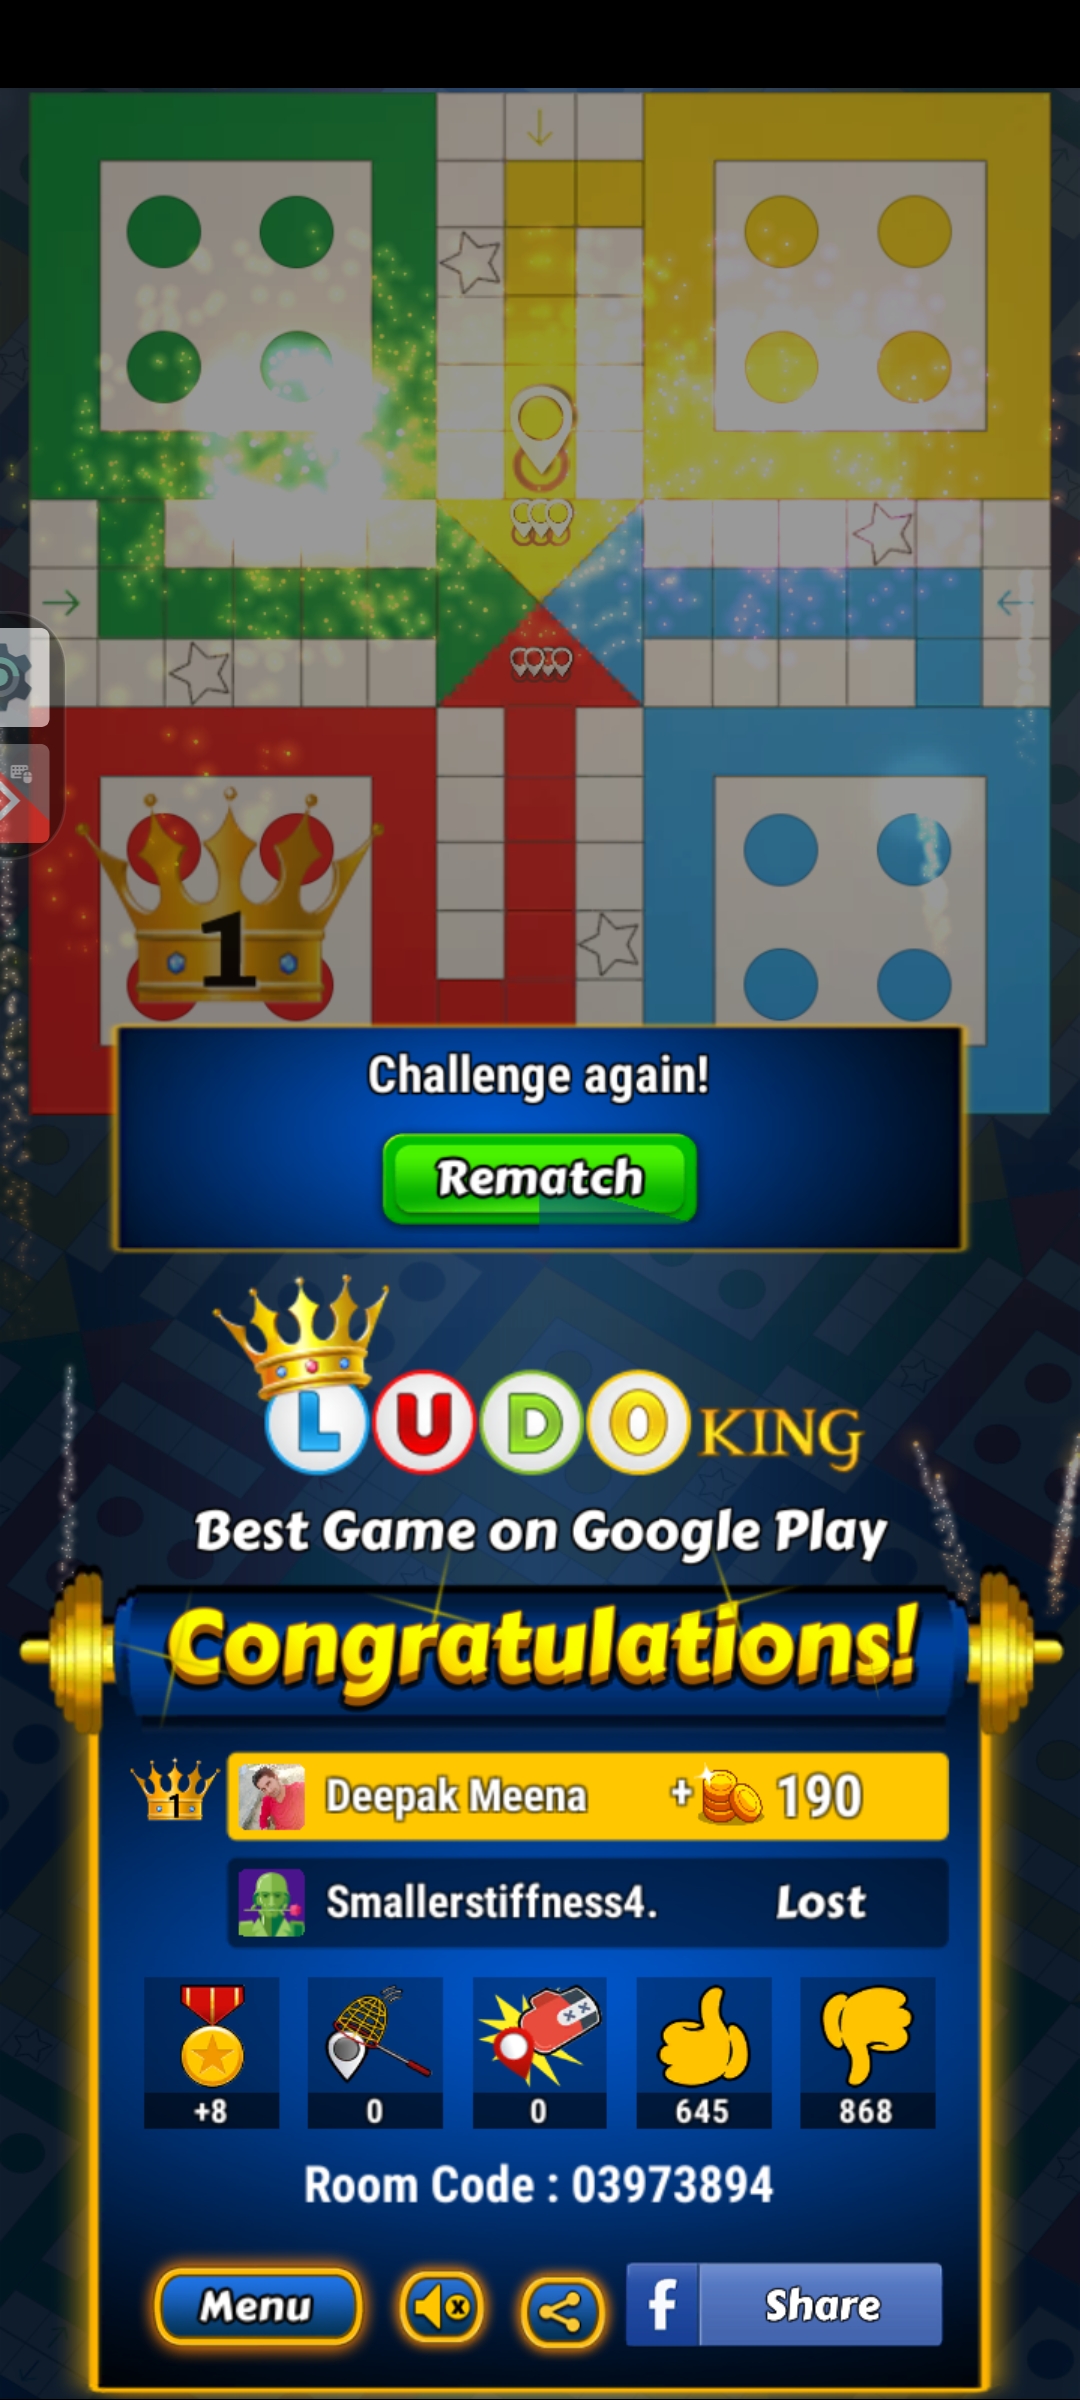 1
Challenge again!
Rematch
LUDO KING
Best Game on Google Play
Congratulations!
1 Deepak Meena + 190
Smallerstiffness4. Lost
+8 0 0 645 868
Room Code : 03973894
Menu x f Share